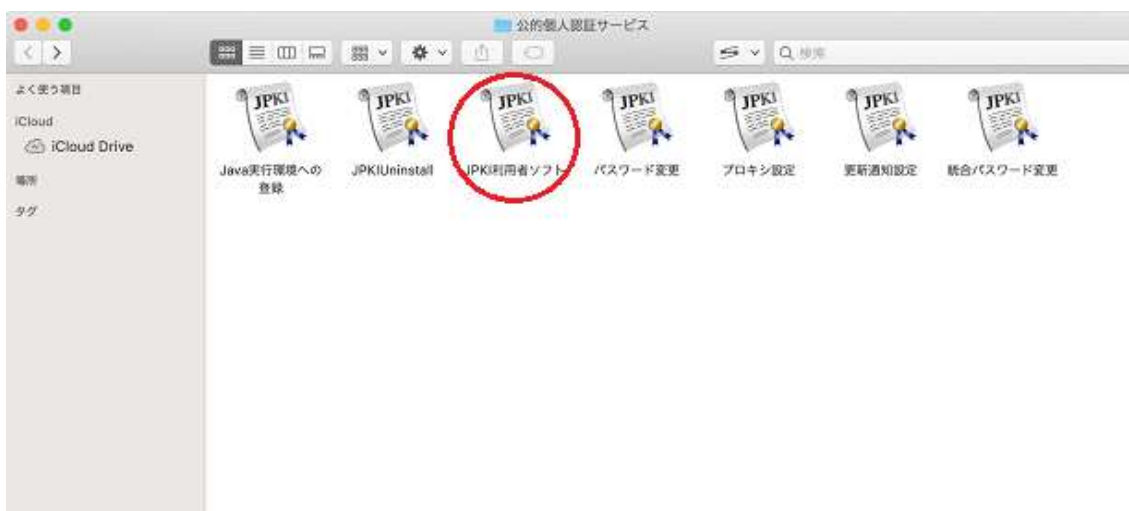 公的個人認証サービス
検索
よく使う項目
iCloud
iCloud Drive
場所
タグ
JPKI
JPKI
JPKI
JPKI
JPKI
JPKI
JPKI
Java実行環境への
登録
JPKIUninstall
JPKI利用者ソフト
パスワード変更
プロキシ設定
更新通知設定
統合パスワード変更